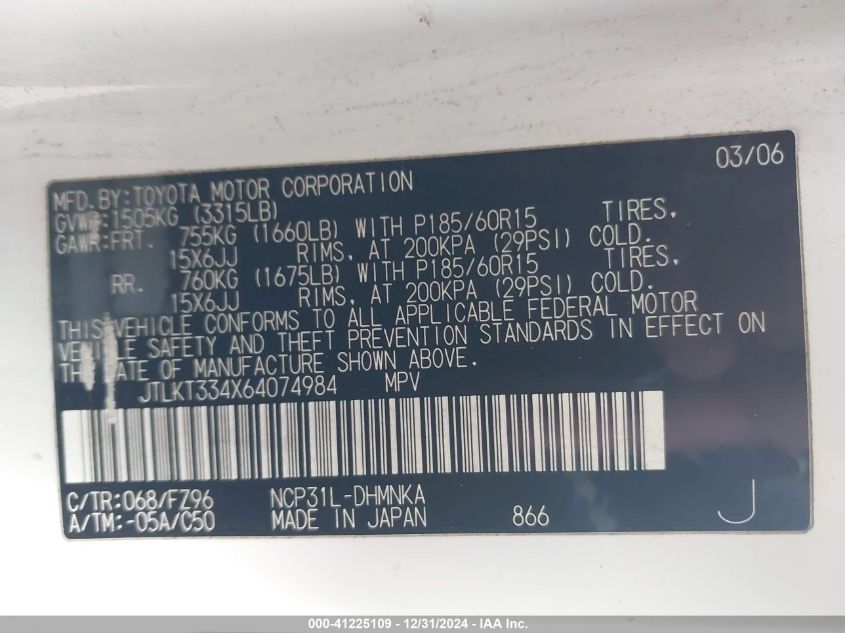 03/06
MFD.BY:TOYOTA MOTOR CORPORATION
GVWR:1505KG (3315LB)
GAWR:FRT. 755KG (1660LB) WITH P185/60R15 TIRES,
15X6JJ RIMS, AT 200KPA (29PSI) COLD.
RR. 760KG (1675LB) WITH P185/60R15 TIRES,
15X6JJ RIMS, AT 200KPA (29PSI) COLD.
THIS VEHICLE CONFORMS TO ALL APPLICABLE FEDERAL MOTOR
VEHICLE SAFETY AND THEFT PREVENTION STANDARDS IN EFFECT ON
THE DATE OF MANUFACTURE SHOWN ABOVE.
JTLKT334X64074984 MPV
C/TR:068/FZ96 NCP31L-DHMNKA
A/TM:-05A/C50 MADE IN JAPAN 866 J
000-41225109 - 12/31/2024 - IAA Inc.